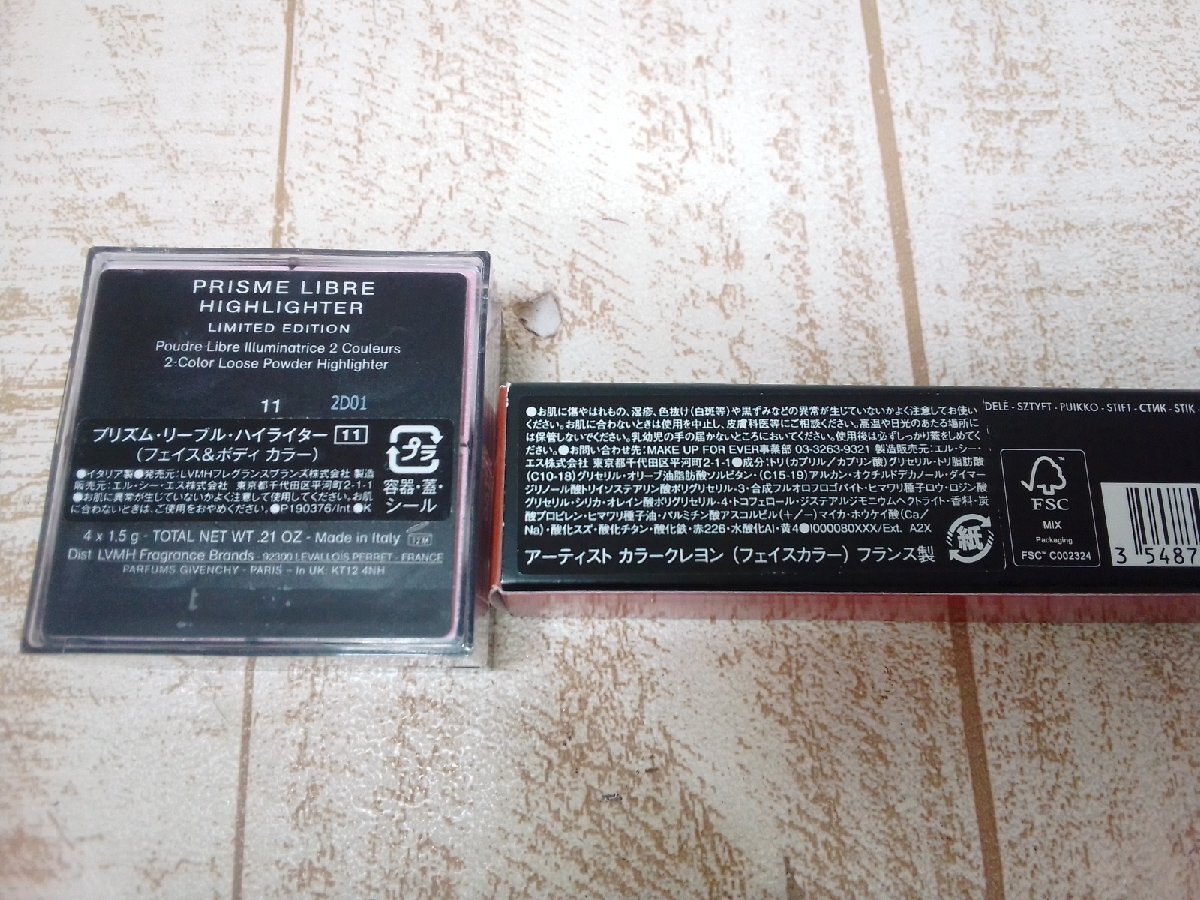 PRISME LIBRE
HIGHLIGHTER
LIMITED EDITION
Poudre Libre Illuminatrice 2 Couleurs
2-Color Loose Powder Highlighter
11 2D01
プリズム・リーブル・ハイライター 11
(フェイス&ボディ カラー)
●イタリア製●発売元:LVMHフレグランスブランズ株式会社 製造
販売元:エル・シー・エス株式会社 東京都千代田区平河町2-1-1
●お肌に異常が生じていないかよく注意して使用してください。お肌
に合わないときは、ご使用をおやめください。●P190376/Int●K
プラ
容器・蓋・
シール
4 x 1.5 g - TOTAL NET WT .21 OZ - Made in Italy 12M
Dist LVMH Fragrance Brands - 92300 LEVALLOIS PERRET - FRANCE
PARFUMS GIVENCHY - PARIS - In UK: KT12 4NH
●お肌に傷やはれもの、湿疹、色抜け(白斑等)や黒ずみなどの異常が生じていないかよく注意してお使い
ください。お肌に合わないときは使用を中止し、皮膚科医等にご相談ください。高温や日光のあたる場所に
は保管しないでください。乳幼児の手の届かないところにおいてください。使用後は必ずしっかり蓋をしめてく
ださい。●お問い合わせ先:MAKE UP FOR EVER事業部 03-3263-9321 製造販売元:エル・シー・
エス株式会社 東京都千代田区平河町2-1-1●成分:トリ(カプリル/カプリン酸)グリセリル・トリ脂肪酸
(C10-18)グリセリル・オリーブ油脂肪酸ソルビタン・(C15-19)アルカン・オクチルドデカノール・ダイマー
ジリノール酸トリイソステアリン酸ポリグリセリル-3・合成フルオロフロゴパイト・ヒマワリ種子ロウ・ロジン酸
グリセリル・シリカ・オレイン酸ポリグリセリル-4・トコフェロール・ジステアルジモニウムヘクトライト・香料・炭
酸プロピレン・ヒマワリ種子油・パルミチン酸アスコルビル(+/-)マイカ・ホウケイ酸(Ca/
Na)・酸化スズ・酸化チタン・酸化鉄・赤226・水酸化Al・黄4●I000080XXX/Ext. A2X
アーティスト カラークレヨン (フェイスカラー) フランス製
紙
DELĖ - SZTYFT - PUIKKO - STIFT - СТИК - STIK
FSC
MIX
Packaging
FSC™ C002324
3 5487